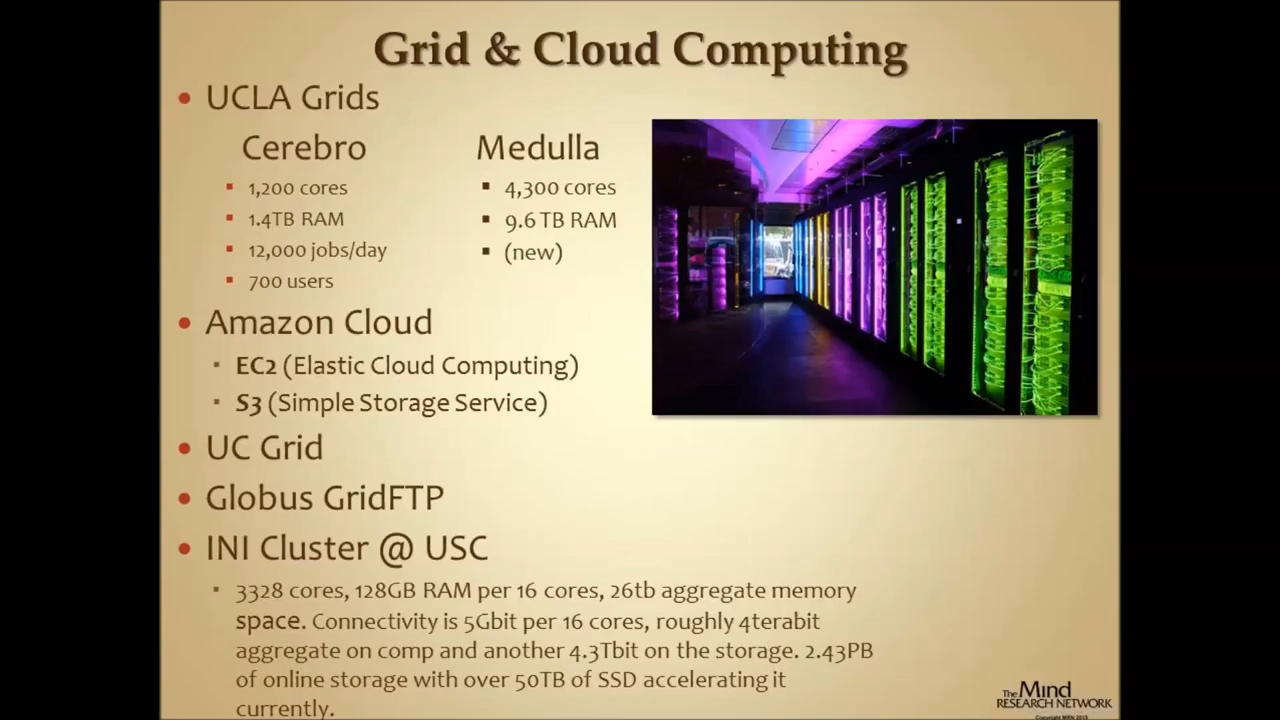 Grid & Cloud Computing
UCLA Grids
Cerebro
1,200 cores
1.4TB RAM
12,000 jobs/day
700 users
Medulla
4,300 cores
9.6 TB RAM
(new)
Amazon Cloud
EC2 (Elastic Cloud Computing)
S3 (Simple Storage Service)
UC Grid
Globus GridFTP
INI Cluster @ USC
3328 cores, 128GB RAM per 16 cores, 26tb aggregate memory
space. Connectivity is 5Gbit per 16 cores, roughly 4terabit
aggregate on comp and another 4.3Tbit on the storage. 2.43PB
of online storage with over 50TB of SSD accelerating it
currently.
The Mind
RESEARCH NETWORK
Copyright MRN 2015